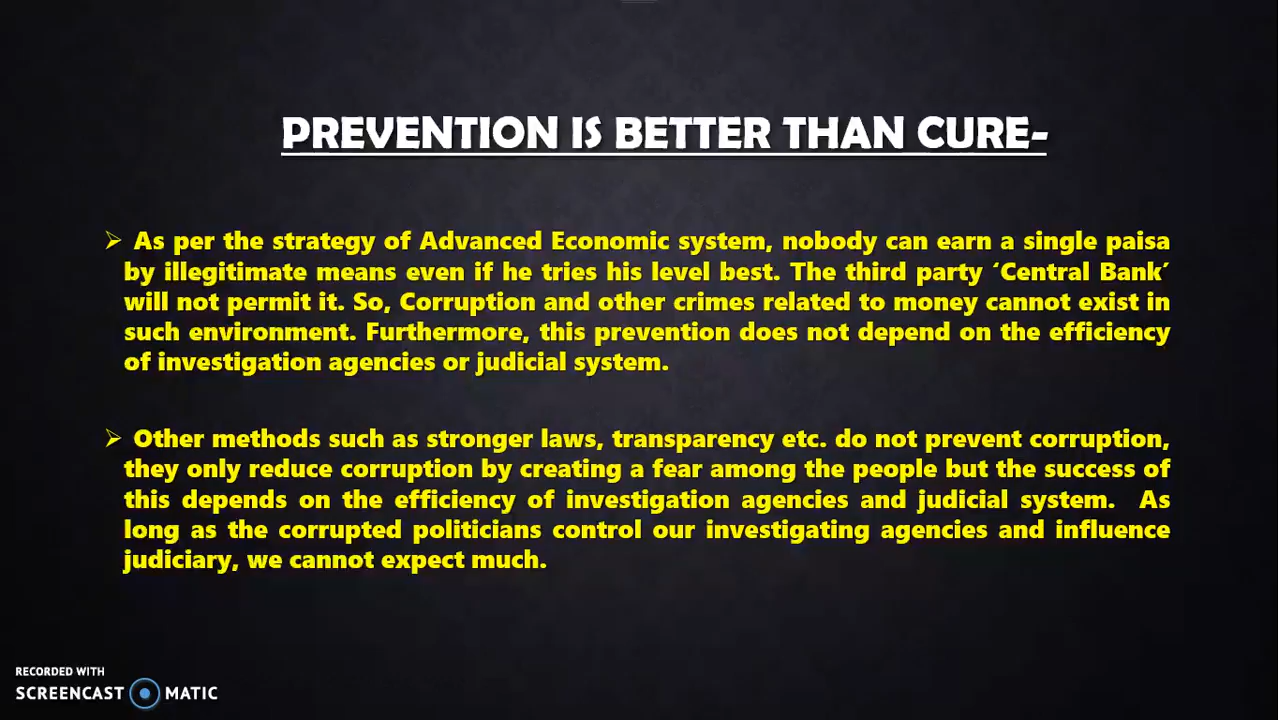 PREVENTION IS BETTER THAN CURE-
➢ As per the strategy of Advanced Economic system, nobody can earn a single paisa
by illegitimate means even if he tries his level best. The third party ‘Central Bank’
will not permit it. So, Corruption and other crimes related to money cannot exist in
such environment. Furthermore, this prevention does not depend on the efficiency
of investigation agencies or judicial system.
➢ Other methods such as stronger laws, transparency etc. do not prevent corruption,
they only reduce corruption by creating a fear among the people but the success of
this depends on the efficiency of investigation agencies and judicial system. As
long as the corrupted politicians control our investigating agencies and influence
judiciary, we cannot expect much.
RECORDED WITH
SCREENCAST MATIC